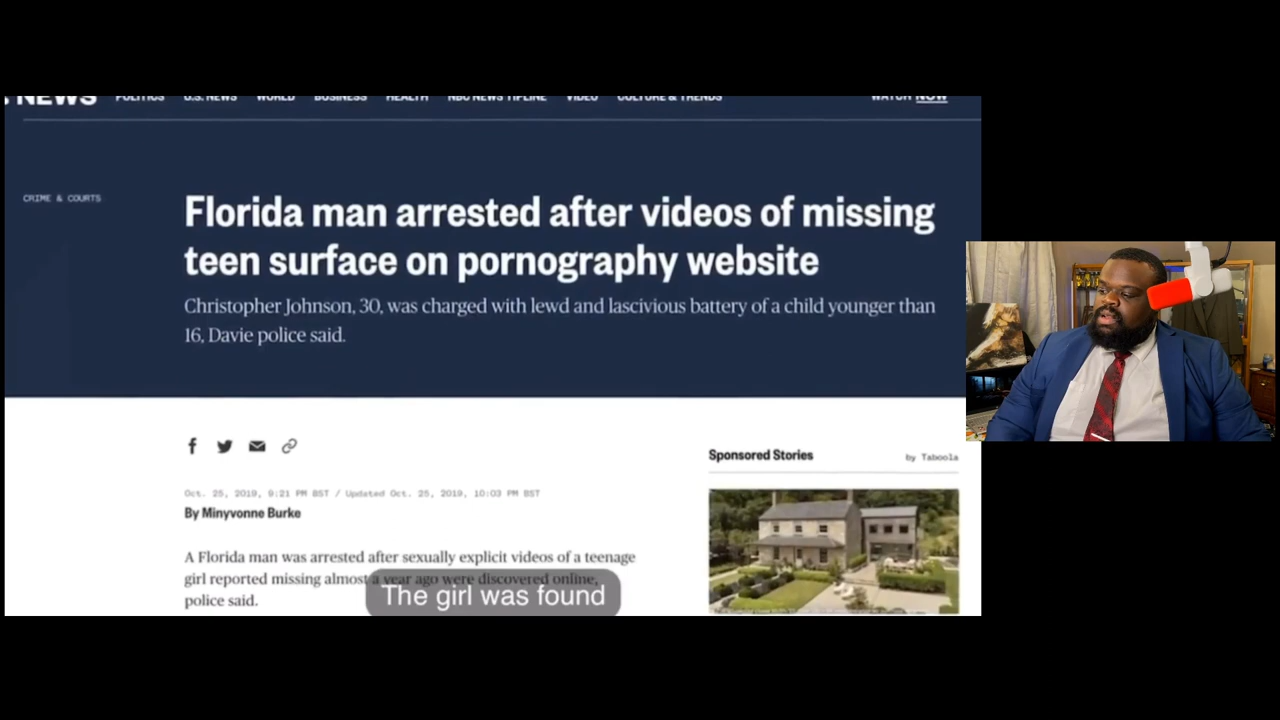 NEWS POLITICS U.S. NEWS WORLD BUSINESS HEALTH NBC NEWS TIPLINE VIDEO CULTURE & TRENDS WATCH NOW
CRIME & COURTS
Florida man arrested after videos of missing
teen surface on pornography website
Christopher Johnson, 30, was charged with lewd and lascivious battery of a child younger than
16, Davie police said.
Sponsored Stories
by Taboola
Oct. 25, 2019, 9:21 PM BST / Updated Oct. 25, 2019, 10:03 PM BST
By Minyvonne Burke
A Florida man was arrested after sexually explicit videos of a teenage
girl reported missing almost a year ago were discovered online,
police said.
The girl was found